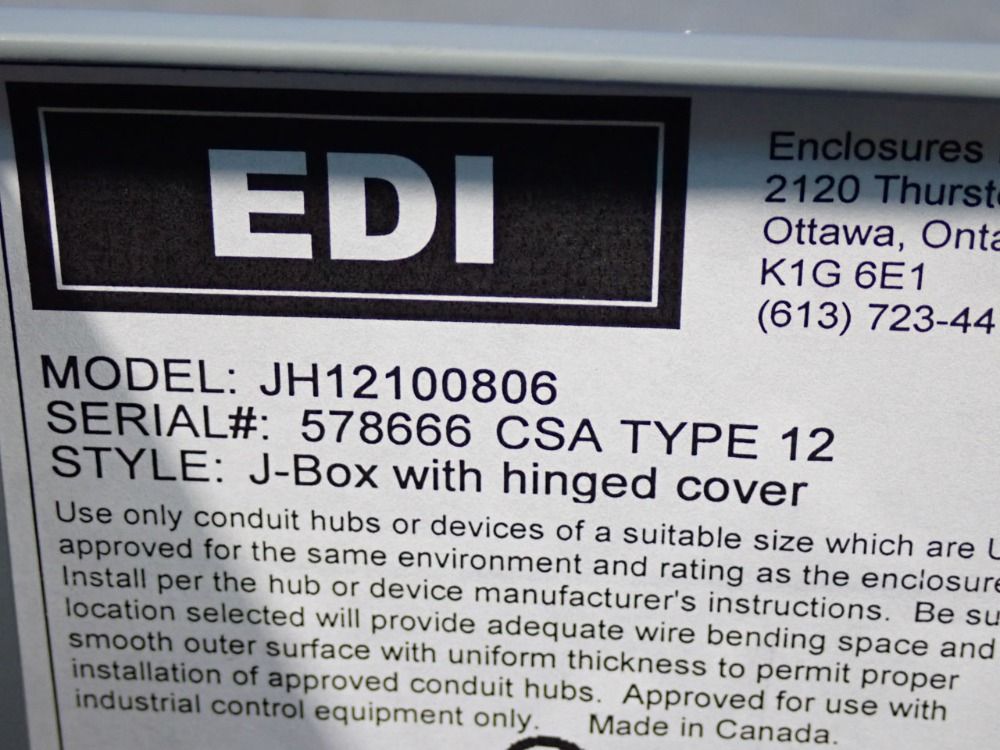 EDI
Enclosures
2120
Ottawa,
K1G 6E1
(613) 723-44
MODEL: JH12100806
SERIAL#: 578666 CSA TYPE 12
STYLE: J-Box with hinged cover
Use only conduit hubs or devices of a suitable size which are
approved for the same environment and rating as the enclosure
Install per the hub or device manufacturer's instructions. Be
location selected will provide adequate wire bending space and
smooth outer surface with uniform thickness to permit proper
installation of approved conduit hubs. Approved for use with
industrial control equipment only. Made in Canada.